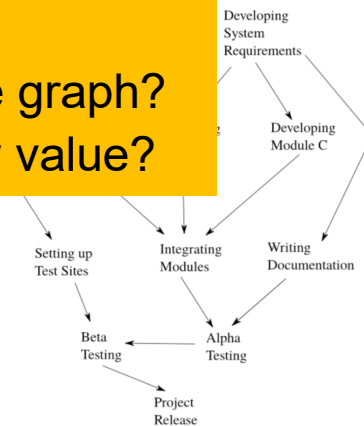 Developing
System
Requirements
graph?
value?
Developing
Module C
Setting up
Test Sites
Integrating
Modules
Writing
Documentation
Beta
Testing
Alpha
Testing
Project
Release